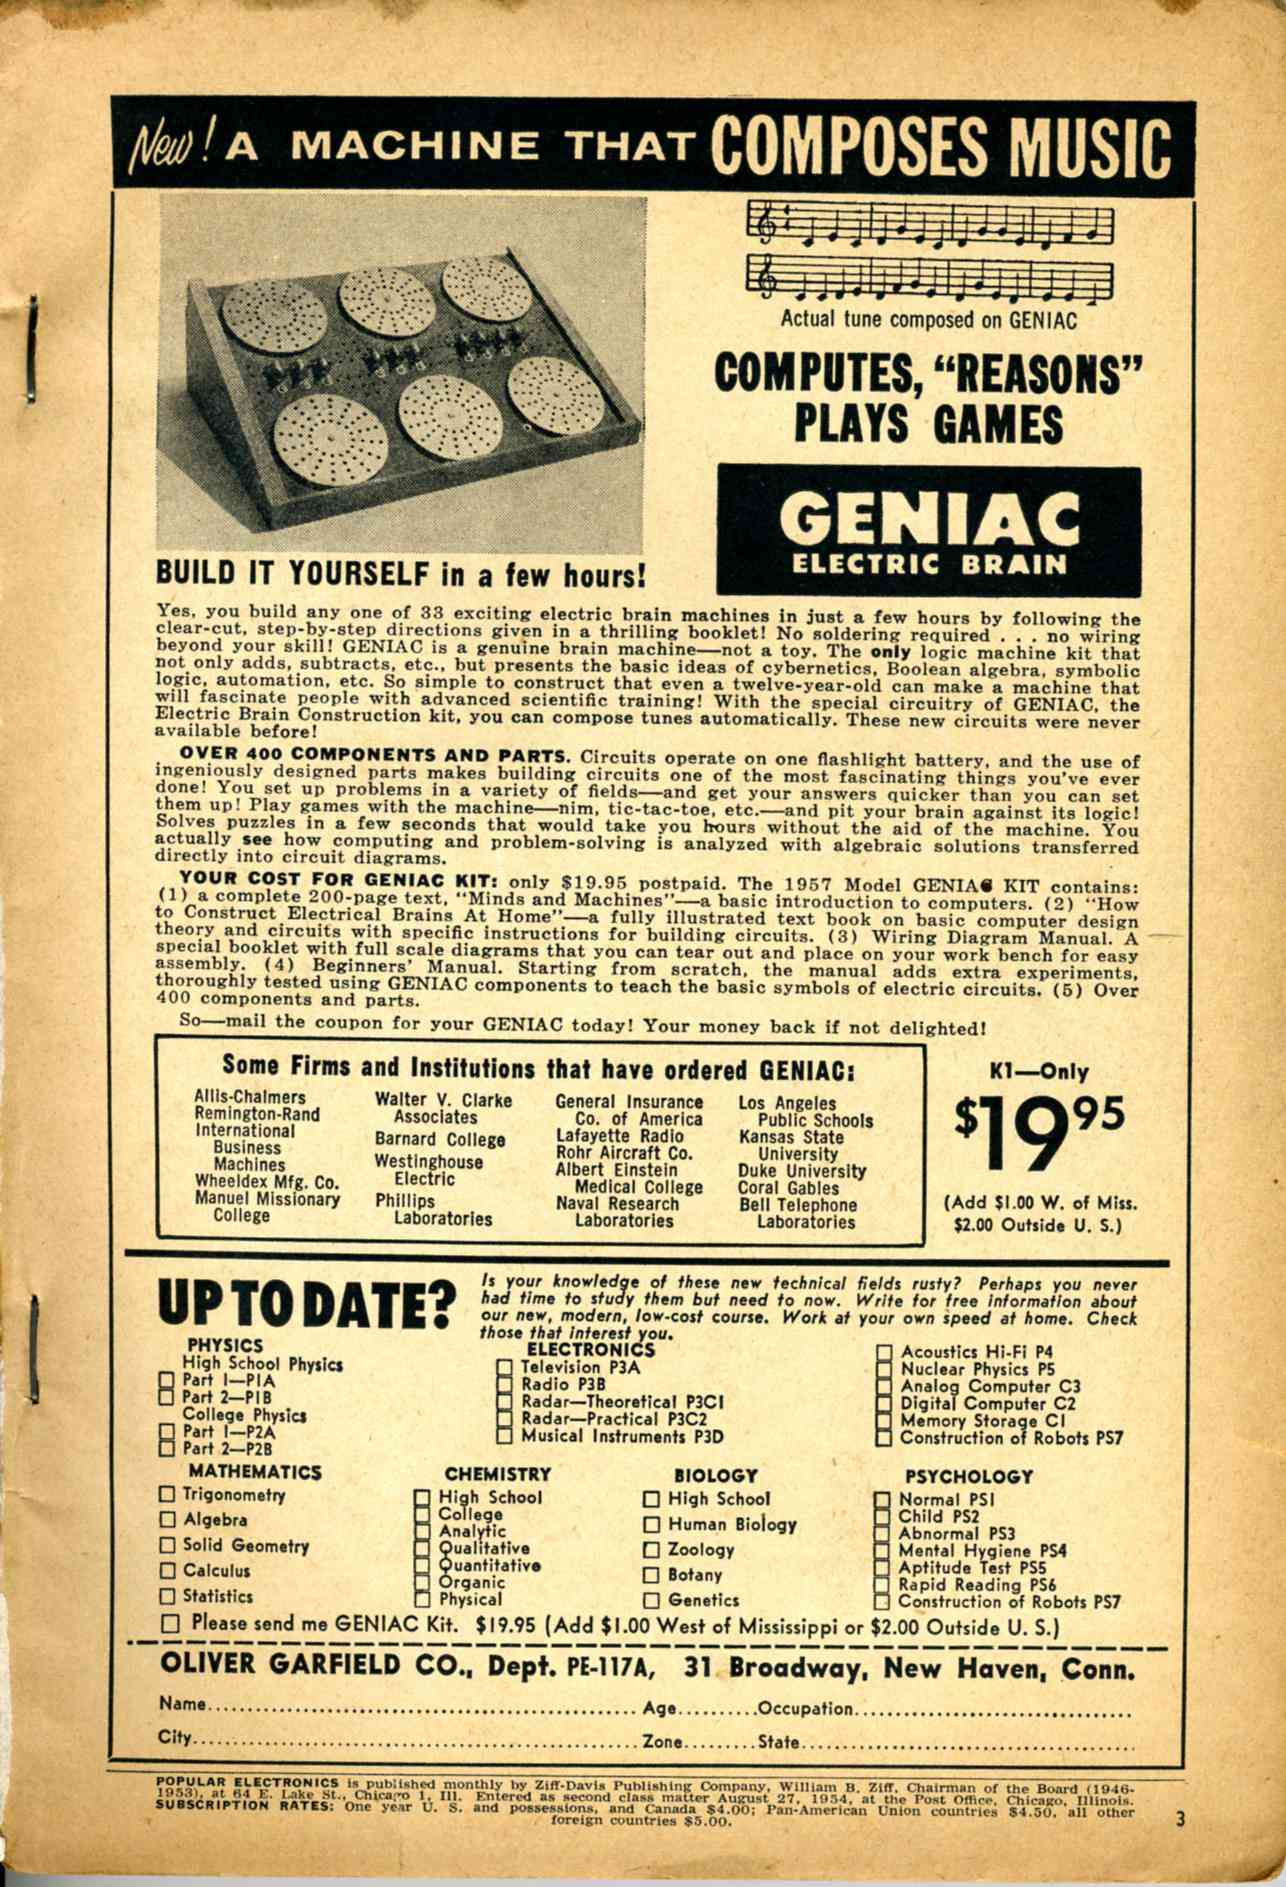 New! A MACHINE THAT COMPOSES MUSIC
Actual tune composed on GENIAC
COMPUTES, “REASONS”
PLAYS GAMES
GENIAC
ELECTRIC BRAIN
BUILD IT YOURSELF in a few hours!
Yes, you build any one of 33 exciting electric brain machines in just a few hours by following the
clear-cut, step-by-step directions given in a thrilling booklet! No soldering required . . . no wiring
beyond your skill! GENIAC is a genuine brain machine—not a toy. The only logic machine kit that
not only adds, subtracts, etc., but presents the basic ideas of cybernetics, Boolean algebra, symbolic
logic, automation, etc. So simple to construct that even a twelve-year-old can make a machine that
will fascinate people with advanced scientific training! With the special circuitry of GENIAC, the
Electric Brain Construction kit, you can compose tunes automatically. These new circuits were never
available before!
OVER 400 COMPONENTS AND PARTS. Circuits operate on one flashlight battery, and the use of
ingeniously designed parts makes building circuits one of the most fascinating things you've ever
done! You set up problems in a variety of fields—and get your answers quicker than you can set
them up! Play games with the machine—nim, tic-tac-toe, etc.—and pit your brain against its logic!
Solves puzzles in a few seconds that would take you hours without the aid of the machine. You
actually see how computing and problem-solving is analyzed with algebraic solutions transferred
directly into circuit diagrams.
YOUR COST FOR GENIAC KIT: only $19.95 postpaid. The 1957 Model GENIAC KIT contains:
(1) a complete 200-page text, “Minds and Machines”—a basic introduction to computers. (2) “How
to Construct Electrical Brains At Home”—a fully illustrated text book on basic computer design
theory and circuits with specific instructions for building circuits. (3) Wiring Diagram Manual. A
special booklet with full scale diagrams that you can tear out and place on your work bench for easy
assembly. (4) Beginners' Manual. Starting from scratch, the manual adds extra experiments,
thoroughly tested using GENIAC components to teach the basic symbols of electric circuits. (5) Over
400 components and parts.
So—mail the coupon for your GENIAC today! Your money back if not delighted!
Some Firms and Institutions that have ordered GENIAC:
Allis-Chalmers
Remington-Rand
International
Business
Machines
Wheeldex Mfg. Co.
Manuel Missionary
College
Walter V. Clarke
Associates
Barnard College
Westinghouse
Electric
Phillips
Laboratories
General Insurance
Co. of America
Lafayette Radio
Rohr Aircraft Co.
Albert Einstein
Medical College
Naval Research
Laboratories
Los Angeles
Public Schools
Kansas State
University
Duke University
Coral Gables
Bell Telephone
Laboratories
K1—Only
$19 95
(Add $1.00 W. of Miss.
$2.00 Outside U. S.)
UP TO DATE?
Is your knowledge of these new technical fields rusty? Perhaps you never
had time to study them but need to now. Write for free information about
our new, modern, low-cost course. Work at your own speed at home. Check
those that interest you.
PHYSICS
High School Physics
Part 1—P1A
Part 2—P1B
College Physics
Part 1—P2A
Part 2—P2B
ELECTRONICS
Television P3A
Radio P3B
Radar—Theoretical P3C1
Radar—Practical P3C2
Musical Instruments P3D
Acoustics Hi-Fi P4
Nuclear Physics P5
Analog Computer C3
Digital Computer C2
Memory Storage C1
Construction of Robots PS7
MATHEMATICS
Trigonometry
Algebra
Solid Geometry
Calculus
Statistics
CHEMISTRY
High School
College
Analytic
Qualitative
Quantitative
Organic
Physical
BIOLOGY
High School
Human Biology
Zoology
Botany
Genetics
PSYCHOLOGY
Normal PS1
Child PS2
Abnormal PS3
Mental Hygiene PS4
Aptitude Test PS5
Rapid Reading PS6
Construction of Robots PS7
Please send me GENIAC Kit. $19.95 (Add $1.00 West of Mississippi or $2.00 Outside U. S.)
OLIVER GARFIELD CO., Dept. PE-117A, 31 Broadway, New Haven, Conn.
Name.......... Age..........Occupation..........
City.......... Zone.........State..........
POPULAR ELECTRONICS is published monthly by Ziff-Davis Publishing Company, William B. Ziff, Chairman of the Board (1946-
1953), at 64 E. Lake St., Chicago 1, Ill. Entered as second class matter August 27, 1954, at the Post Office, Chicago, Illinois.
SUBSCRIPTION RATES: One year U. S. and possessions, and Canada $4.00; Pan-American Union countries $4.50, all other
foreign countries $5.00.
3